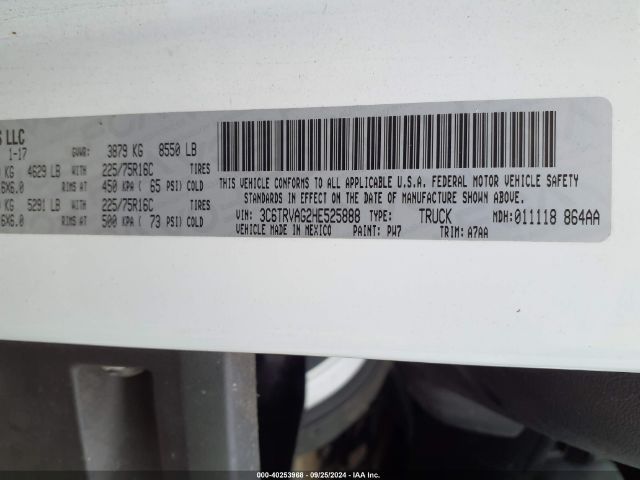 S LLC
1-17 GVWR: 3879 KG 8550 LB
KG 4629 LB WITH 225/75R16C TIRES
6X6.0 RIMS AT 450 KPA ( 65 PSI) COLD
KG 5291 LB WITH 225/75R16C TIRES
6X6.0 RIMS AT 500 KPA ( 73 PSI) COLD
THIS VEHICLE CONFORMS TO ALL APPLICABLE U.S.A. FEDERAL MOTOR VEHICLE SAFETY
STANDARDS IN EFFECT ON THE DATE OF MANUFACTURE SHOWN ABOVE.
VIN: 3C6TRVAG2HE525888 TYPE: TRUCK MDH: 011118 864AA
VEHICLE MADE IN MEXICO PAINT: PW7 TRIM: A7AA
000-40253968 - 09/25/2024 - IAA Inc.